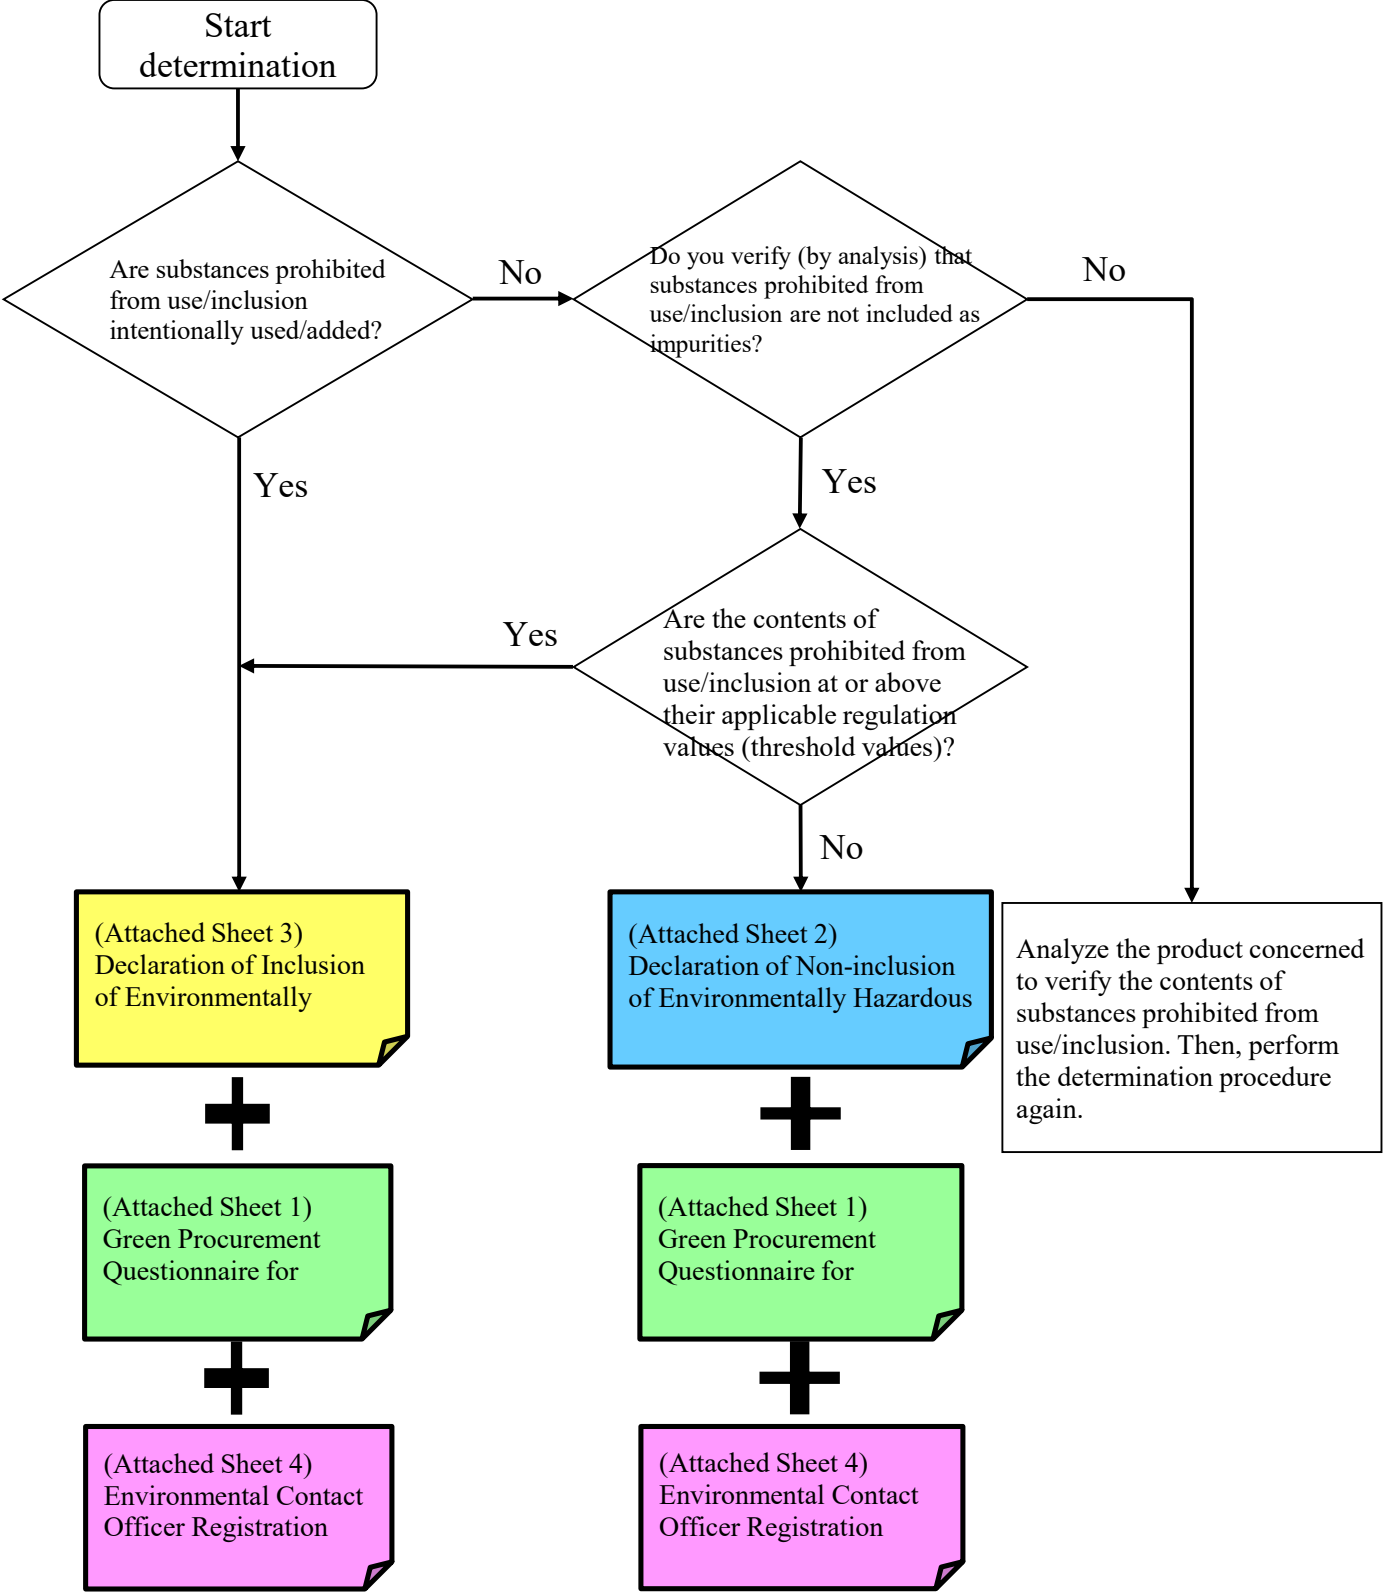 Start
determination
Are substances prohibited
from use/inclusion
intentionally used/added?
No
Do you verify (by analysis) that
substances prohibited from
use/inclusion are not included as
impurities?
No
Yes
Yes
Yes
Are the contents of
substances prohibited from
use/inclusion at or above
their applicable regulation
values (threshold values)?
No
(Attached Sheet 3)
Declaration of Inclusion
of Environmentally
(Attached Sheet 2)
Declaration of Non-inclusion
of Environmentally Hazardous
Analyze the product concerned
to verify the contents of
substances prohibited from
use/inclusion. Then, perform
the determination procedure
again.
(Attached Sheet 1)
Green Procurement
Questionnaire for
(Attached Sheet 1)
Green Procurement
Questionnaire for
(Attached Sheet 4)
Environmental Contact
Officer Registration
(Attached Sheet 4)
Environmental Contact
Officer Registration